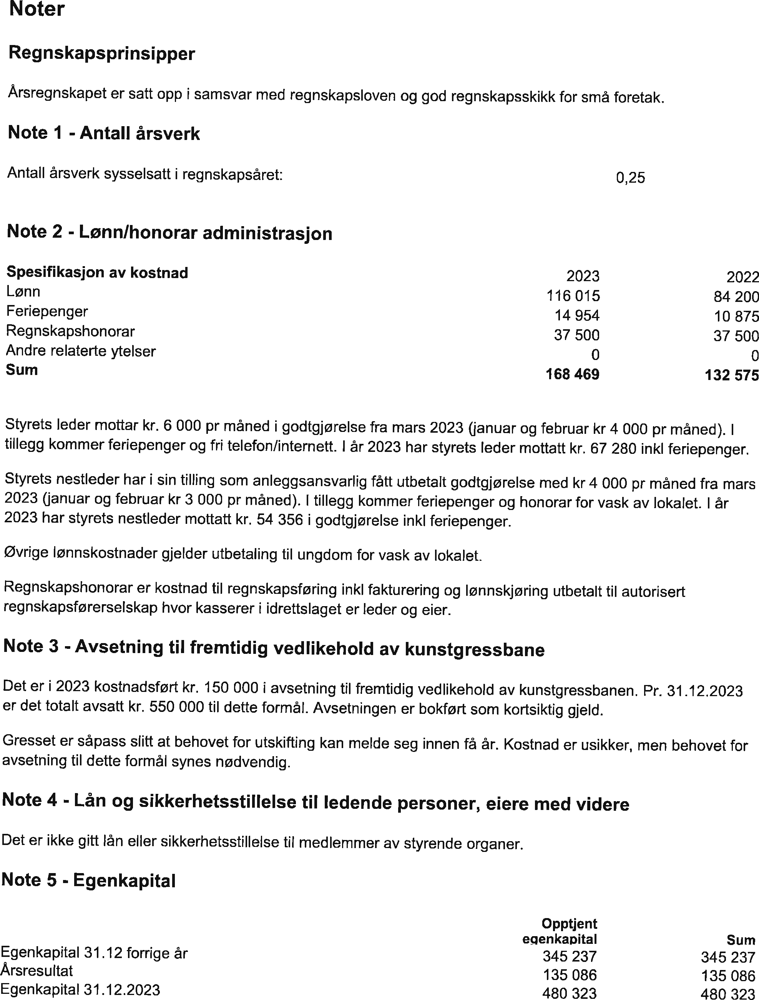 Noter
Regnskapsprinsipper
Årsregnskapet er satt opp i samsvar med regnskapsloven og god regnskapsskikk for små foretak.
Note 1 - Antall årsverk
Antall årsverk sysselsatt i regnskapsåret: 0,25
Note 2 - Lønn/honorar administrasjon
Spesifikasjon av kostnad 2023 2022
Lønn 116 015 84 200
Feriepenger 14 954 10 875
Regnskapshonorar 37 500 37 500
Andre relaterte ytelser 0 0
Sum 168 469 132 575
Styrets leder mottar kr. 6 000 pr måned i godtgjørelse fra mars 2023 (januar og februar kr 4 000 pr måned). I
tillegg kommer feriepenger og fri telefon/internett. I år 2023 har styrets leder mottatt kr. 67 280 inkl feriepenger.
Styrets nestleder har i sin tilling som anleggsansvarlig fått utbetalt godtgjørelse med kr 4 000 pr måned fra mars
2023 (januar og februar kr 3 000 pr måned). I tillegg kommer feriepenger og honorar for vask av lokalet. I år
2023 har styrets nestleder mottatt kr. 54 356 i godtgjørelse inkl feriepenger.
Øvrige lønnskostnader gjelder utbetaling til ungdom for vask av lokalet.
Regnskapshonorar er kostnad til regnskapsføring inkl fakturering og lønnskjøring utbetalt til autorisert
regnskapsførerselskap hvor kasserer i idrettslaget er leder og eier.
Note 3 - Avsetning til fremtidig vedlikehold av kunstgressbane
Det er i 2023 kostnadsført kr. 150 000 i avsetning til fremtidig vedlikehold av kunstgressbanen. Pr. 31.12.2023
er det totalt avsatt kr. 550 000 til dette formål. Avsetningen er bokført som kortsiktig gjeld.
Gresset er såpass slitt at behovet for utskifting kan melde seg innen få år. Kostnad er usikker, men behovet for
avsetning til dette formål synes nødvendig.
Note 4 - Lån og sikkerhetsstillelse til ledende personer, eiere med videre
Det er ikke gitt lån eller sikkerhetsstillelse til medlemmer av styrende organer.
Note 5 - Egenkapital
Opptjent
egenkapital Sum
Egenkapital 31.12 forrige år 345 237 345 237
Årsresultat 135 086 135 086
Egenkapital 31.12.2023 480 323 480 323